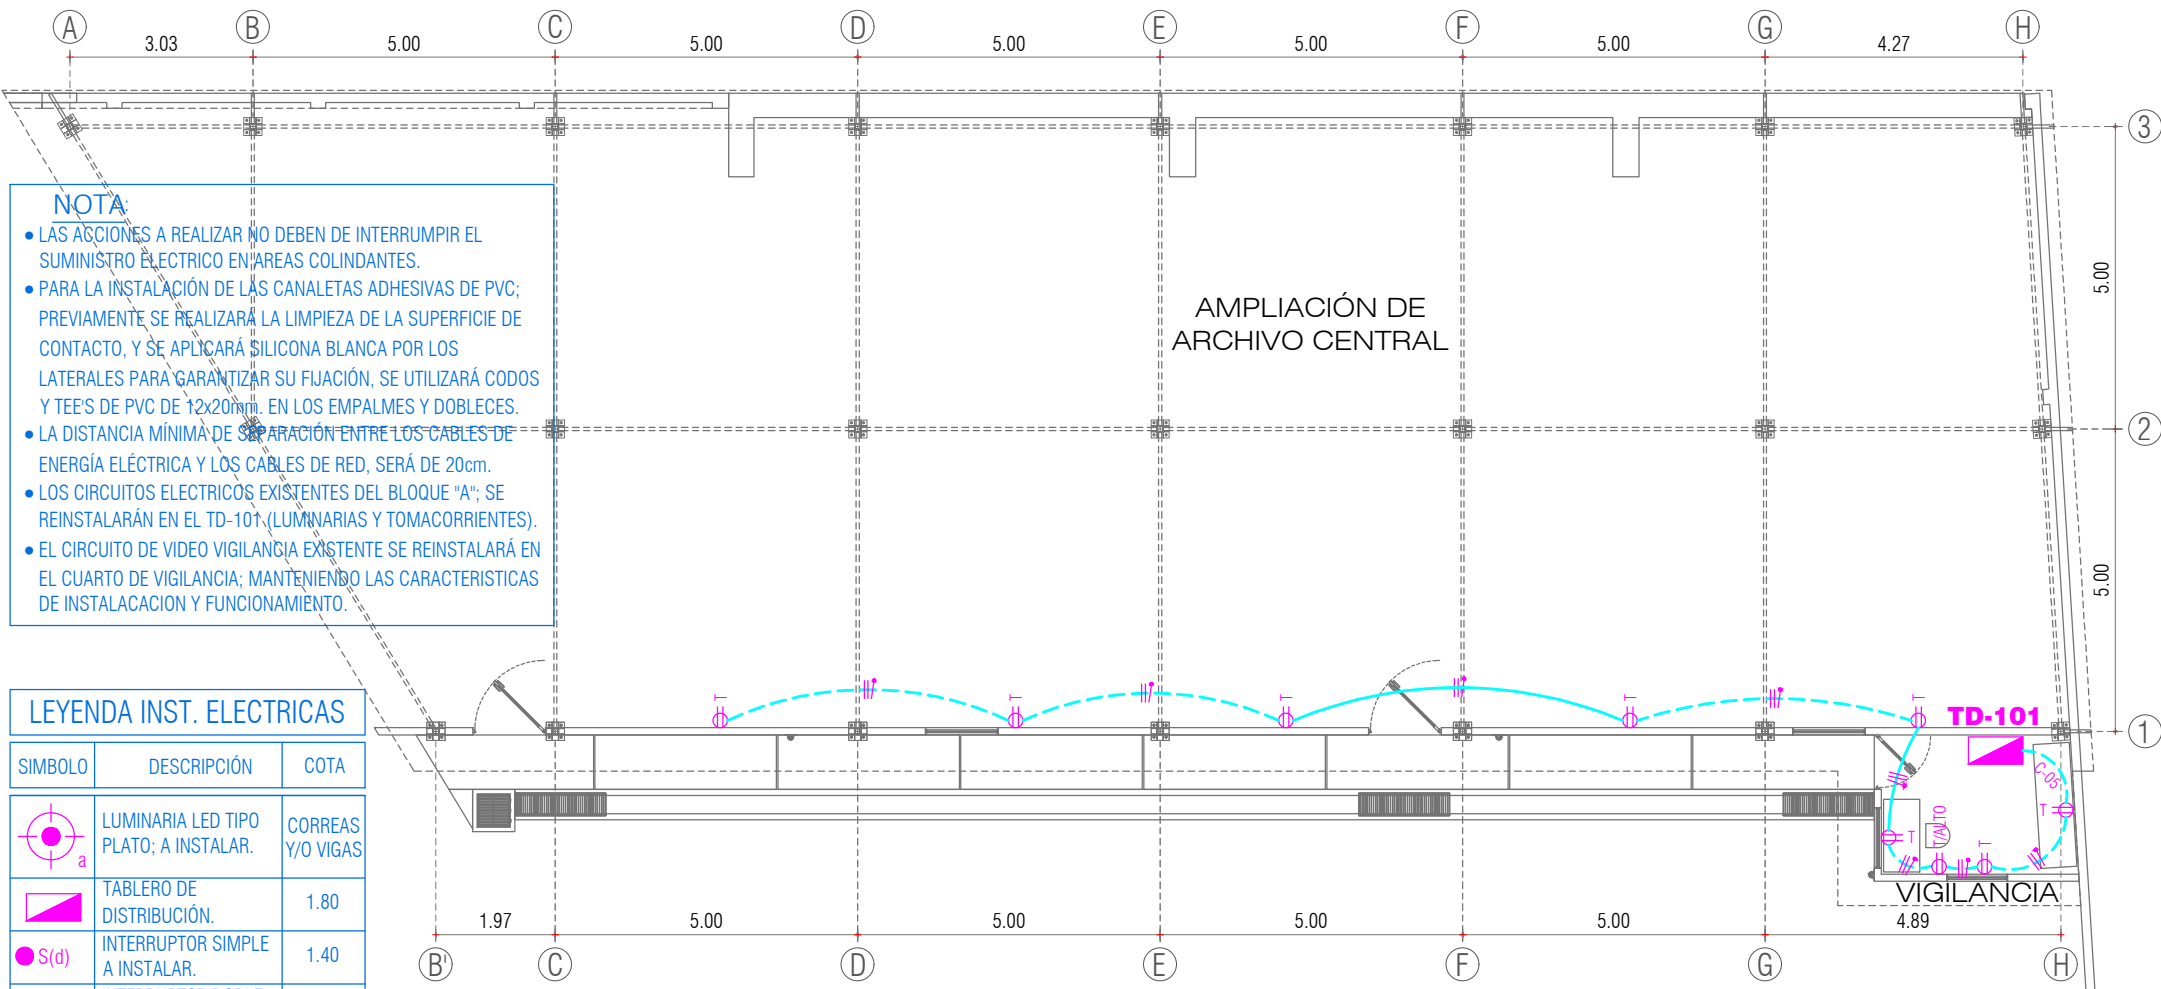 A B C D E F G H
3.03 5.00 5.00 5.00 5.00 5.00 4.27
3
NOTA:
• LAS ACCIONES A REALIZAR NO DEBEN DE INTERRUMPIR EL
SUMINISTRO ELECTRICO EN AREAS COLINDANTES.
• PARA LA INSTALACIÓN DE LAS CANALETAS ADHESIVAS DE PVC;
PREVIAMENTE SE REALIZARÁ LA LIMPIEZA DE LA SUPERFICIE DE
CONTACTO, Y SE APLICARÁ SILICONA BLANCA POR LOS
LATERALES PARA GARANTIZAR SU FIJACIÓN, SE UTILIZARÁ CODOS
Y TEE'S DE PVC DE 12x20mm. EN LOS EMPALMES Y DOBLECES.
• LA DISTANCIA MÍNIMA DE SEPARACIÓN ENTRE LOS CABLES DE
ENERGÍA ELÉCTRICA Y LOS CABLES DE RED, SERÁ DE 20cm.
• LOS CIRCUITOS ELECTRICOS EXISTENTES DEL BLOQUE "A"; SE
REINSTALARÁN EN EL TD-101 (LUMINARIAS Y TOMACORRIENTES).
• EL CIRCUITO DE VIDEO VIGILANCIA EXISTENTE SE REINSTALARÁ EN
EL CUARTO DE VIGILANCIA; MANTENIENDO LAS CARACTERISTICAS
DE INSTALACACION Y FUNCIONAMIENTO.
AMPLIACIÓN DE
ARCHIVO CENTRAL
5.00
2
5.00
1
T T T T T
TD-101
C-05
T
T
T/ALTO
T
VIGILANCIA
LEYENDA INST. ELECTRICAS
SIMBOLO DESCRIPCIÓN COTA
a
LUMINARIA LED TIPO
PLATO; A INSTALAR.
CORREAS
Y/O VIGAS
TABLERO DE
DISTRIBUCIÓN.
1.80
S(d)
INTERRUPTOR SIMPLE
A INSTALAR.
1.40
1.97 5.00 5.00 5.00 5.00 4.89
B' C D E F G H